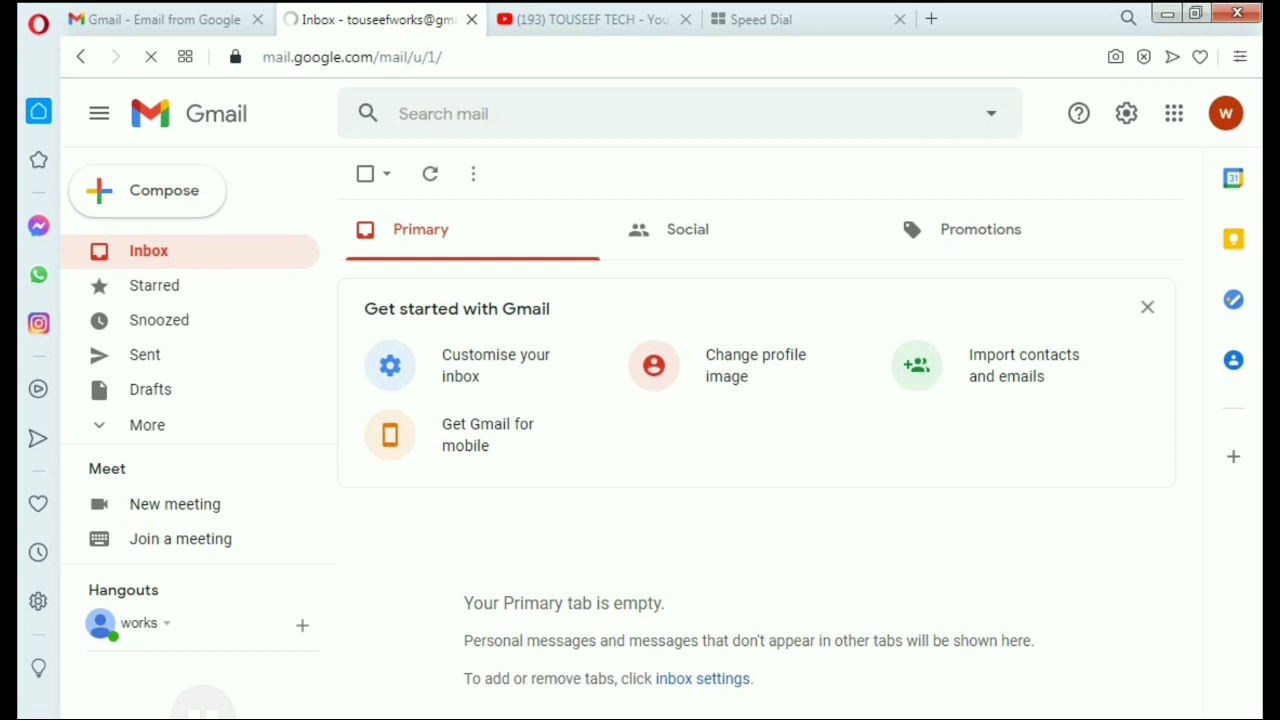 Gmail - Email from Google
Inbox - touseefworks@gma
(193) TOUSEEF TECH - You
Speed Dial
mail.google.com/mail/u/1/
Gmail
Search mail
W
Compose
31
Primary
Social
Promotions
Inbox
Starred
Snoozed
Sent
Drafts
More
Get started with Gmail
Customise your
inbox
Change profile
image
Import contacts
and emails
Get Gmail for
mobile
Meet
New meeting
Join a meeting
Hangouts
works
Your Primary tab is empty.
Personal messages and messages that don't appear in other tabs will be shown here.
To add or remove tabs, click inbox settings.